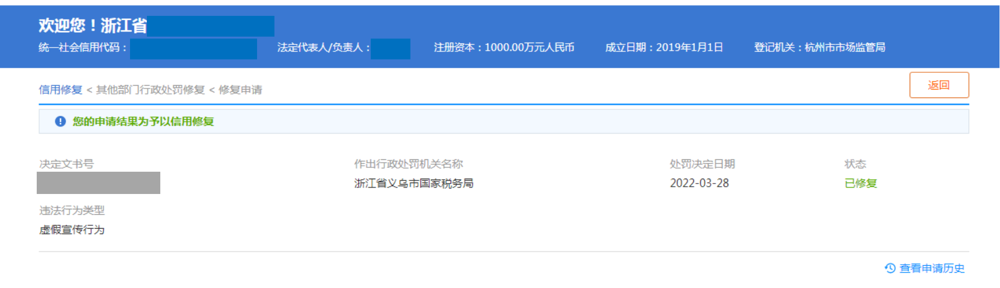 欢迎您！浙江省
统一社会信用代码： 法定代表人/负责人： 注册资本：1000.00万元人民币 成立日期：2019年1月1日 登记机关：杭州市市场监管局
返回
信用修复 < 其他部门行政处罚修复 < 修复申请
您的申请结果为予以信用修复
决定文书号 作出行政处罚机关名称 处罚决定日期 状态
浙江省义乌市国家税务局 2022-03-28 已修复
违法行为类型
虚假宣传行为
查看申请历史